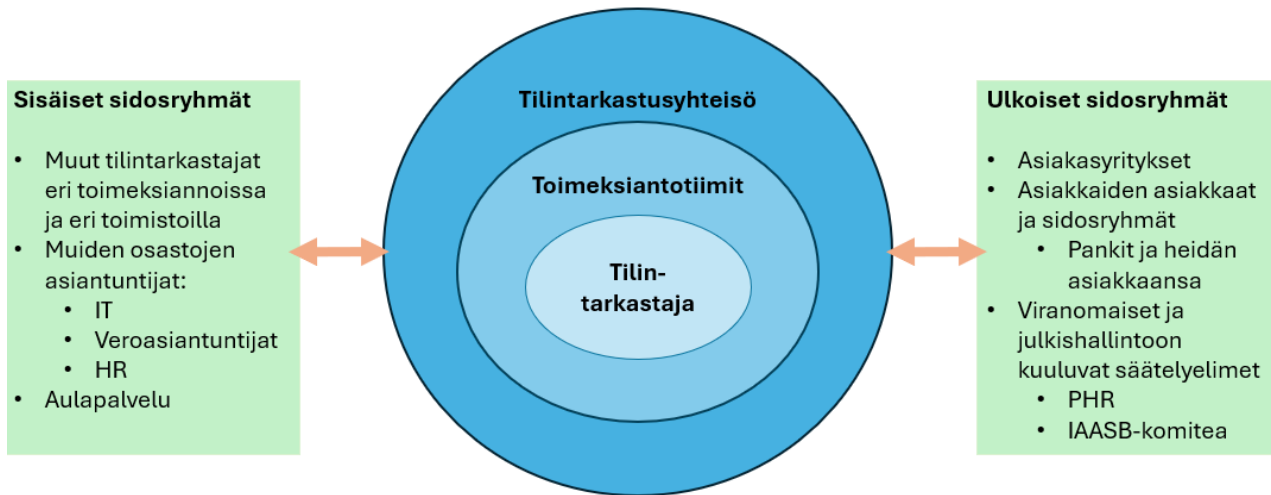 Sisäiset sidosryhmät
• Muut tilintarkastajat
eri toimeksiannoissa
ja eri toimistoilla
• Muiden osastojen
asiantuntijat:
• IT
• Veroasiantuntijat
• HR
• Aulapalvelu
Tilintarkastusyhteisö
Toimeksiantotiimit
Tilin-
tarkastaja
Ulkoiset sidosryhmät
• Asiakasyritykset
• Asiakkaiden asiakkaat
ja sidosryhmät
• Pankit ja heidän
asiakkaansa
• Viranomaiset ja
julkishallintoon
kuuluvat säätelyelimet
• PHR
• IAASB-komitea